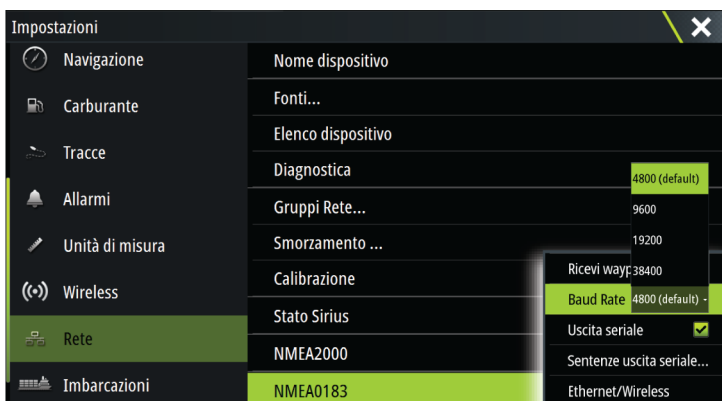 Impostazioni
Navigazione
Carburante
Tracce
Allarmi
Unità di misura
Wireless
Rete
Imbarcazioni
Nome dispositivo
Fonti...
Elenco dispositivo
Diagnostica
Gruppi Rete...
Smorzamento ...
Calibrazione
Stato Sirius
NMEA2000
NMEA0183
Ricevi wayp
Baud Rate 4800 (default)
Uscita seriale
Sentenze uscita seriale...
Ethernet/Wireless
4800 (default)
9600
19200
38400